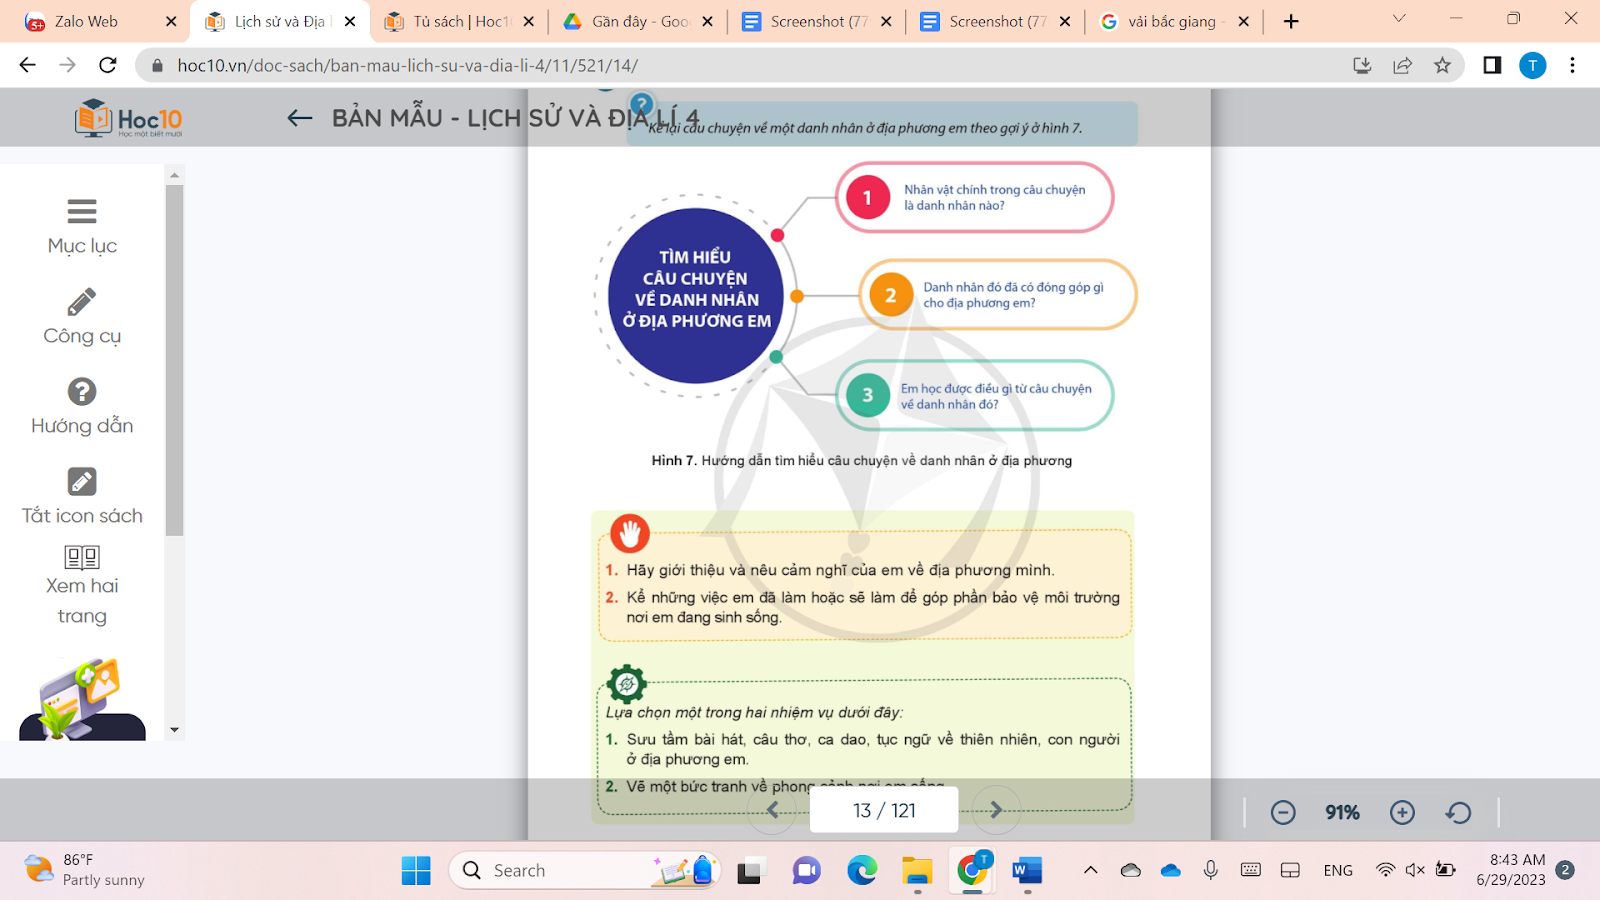 Zalo Web
Lịch sử và Địa l
Tủ sách | Hoc1
Gần đây - Goo
Screenshot (77
Screenshot (77
vải bắc giang -
hoc10.vn/doc-sach/ban-mau-lich-su-va-dia-li-4/11/521/14/
T
Hoc10
Học một biết mười
BẢN MẪU - LỊCH SỬ VÀ ĐỊA LÍ 4
?
Kể lại câu chuyện về một danh nhân ở địa phương em theo gợi ý ở hình 7.
Mục lục
Công cụ
Hướng dẫn
Tắt icon sách
Xem hai
trang
TÌM HIỂU
CÂU CHUYỆN
VỀ DANH NHÂN
Ở ĐỊA PHƯƠNG EM
1
Nhân vật chính trong câu chuyện
là danh nhân nào?
2
Danh nhân đó đã có đóng góp gì
cho địa phương em?
3
Em học được điều gì từ câu chuyện
về danh nhân đó?
Hình 7. Hướng dẫn tìm hiểu câu chuyện về danh nhân ở địa phương
1. Hãy giới thiệu và nêu cảm nghĩ của em về địa phương mình.
2. Kể những việc em đã làm hoặc sẽ làm để góp phần bảo vệ môi trường
nơi em đang sinh sống.
Lựa chọn một trong hai nhiệm vụ dưới đây:
1. Sưu tầm bài hát, câu thơ, ca dao, tục ngữ về thiên nhiên, con người
ở địa phương em.
2. Vẽ một bức tranh về phong cảnh nơi em sống.
13 / 121
91%
86°F
Partly sunny
Search
T
ENG
8:43 AM
6/29/2023
2